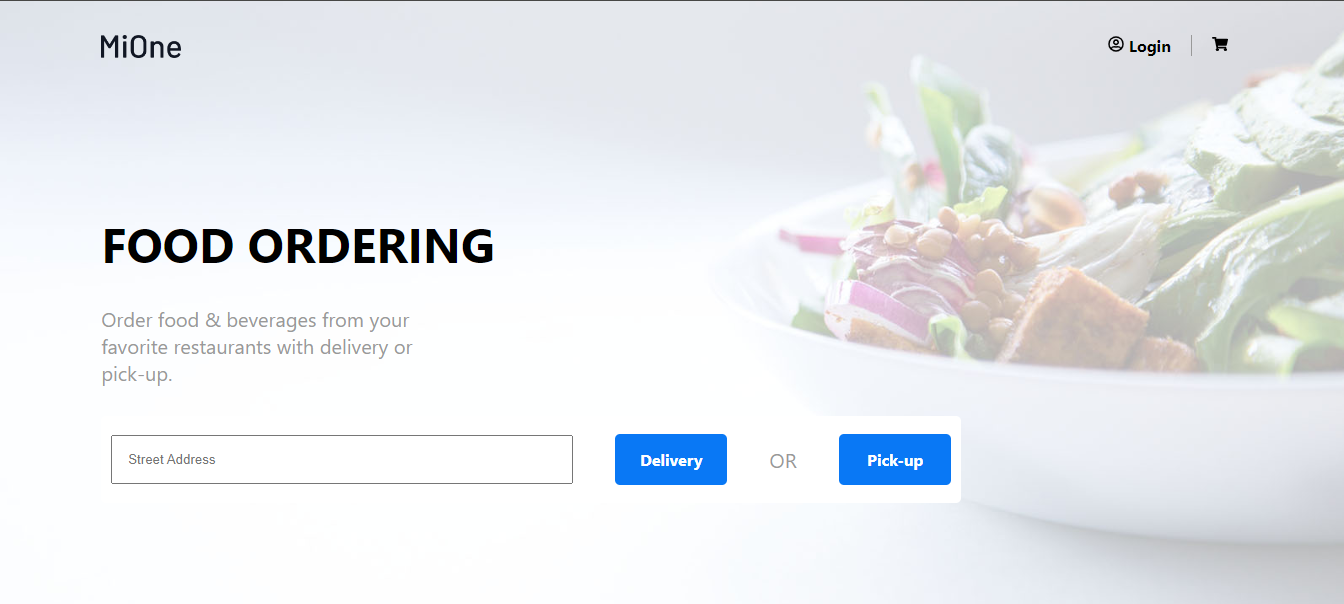 MiOne
Login
FOOD ORDERING
Order food & beverages from your
favorite restaurants with delivery or
pick-up.
Street Address
Delivery
OR
Pick-up